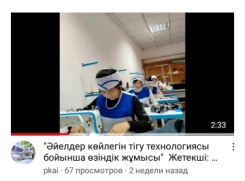 2:33
"Әйелдер көйлегін тігу технологиясы
бойынша өзіндік жұмысы" Жетекші: ...
pkai · 67 просмотров · 2 недели назад